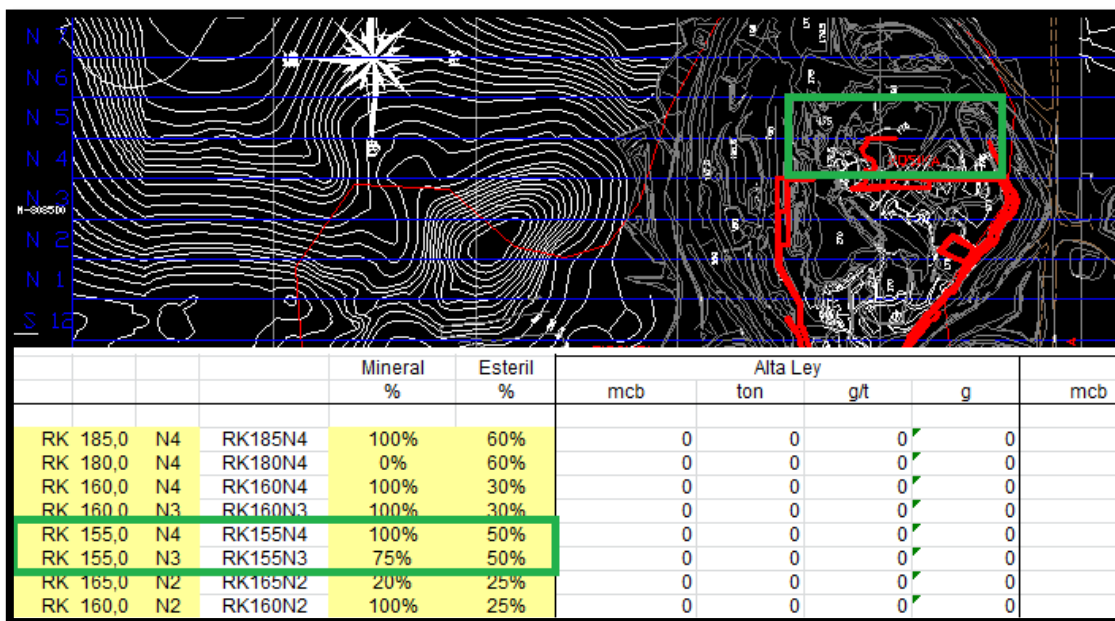 N 7
N 6
N 5
N 4
N 3
N-8085D0
N 2
N 1
S 12
Mineral Esteril Alta Ley
% % mcb ton g/t g mcb
RK 185,0 N4 RK185N4 100% 60% 0 0 0 0
RK 180,0 N4 RK180N4 0% 60% 0 0 0 0
RK 160,0 N4 RK160N4 100% 30% 0 0 0 0
RK 160,0 N3 RK160N3 100% 30% 0 0 0 0
RK 155,0 N4 RK155N4 100% 50% 0 0 0 0
RK 155,0 N3 RK155N3 75% 50% 0 0 0 0
RK 165,0 N2 RK165N2 20% 25% 0 0 0 0
RK 160,0 N2 RK160N2 100% 25% 0 0 0 0